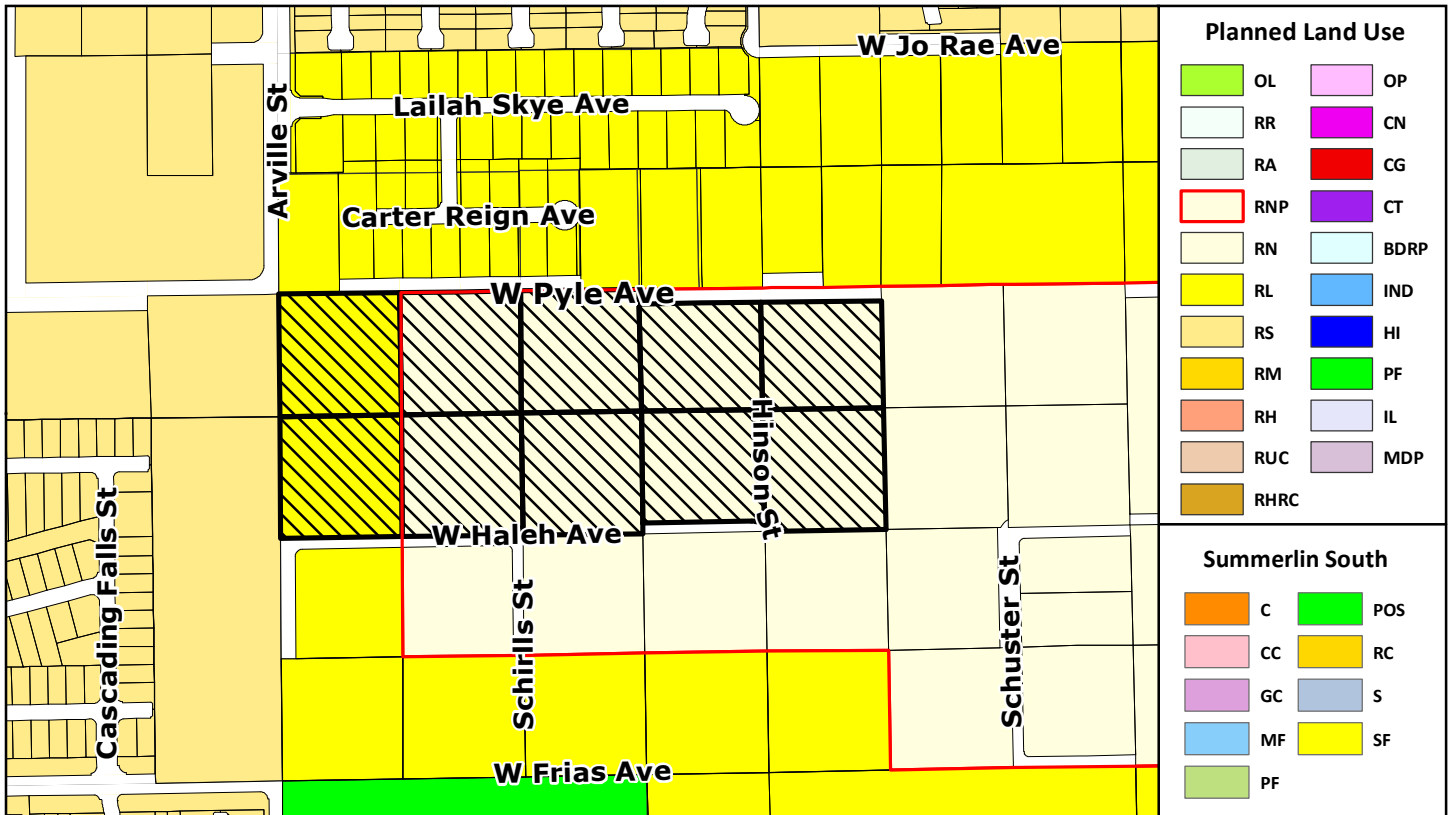 W Jo Rae Ave
Lailah Skye Ave
Arville St
Carter Reign Ave
W Pyle Ave
Hinson St
W Haleh Ave
Cascading Falls St
Schirlls St
Schuster St
W Frias Ave
Planned Land Use
OL
OP
RR
CN
RA
CG
RNP
CT
RN
BDRP
RL
IND
RS
HI
RM
PF
RH
IL
RUC
MDP
RHRC
Summerlin South
C
POS
CC
RC
GC
S
MF
SF
PF